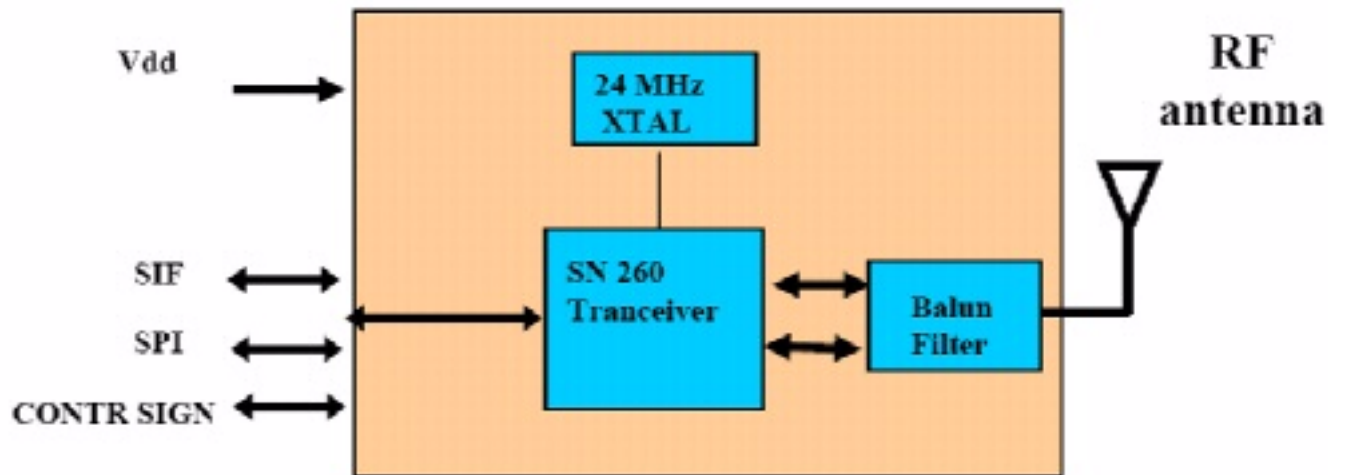 Vdd
24 MHz
XTAL
RF
antenna
SIF
SPI
CONTR SIGN
SN 260
Tranceiver
Balun
Filter